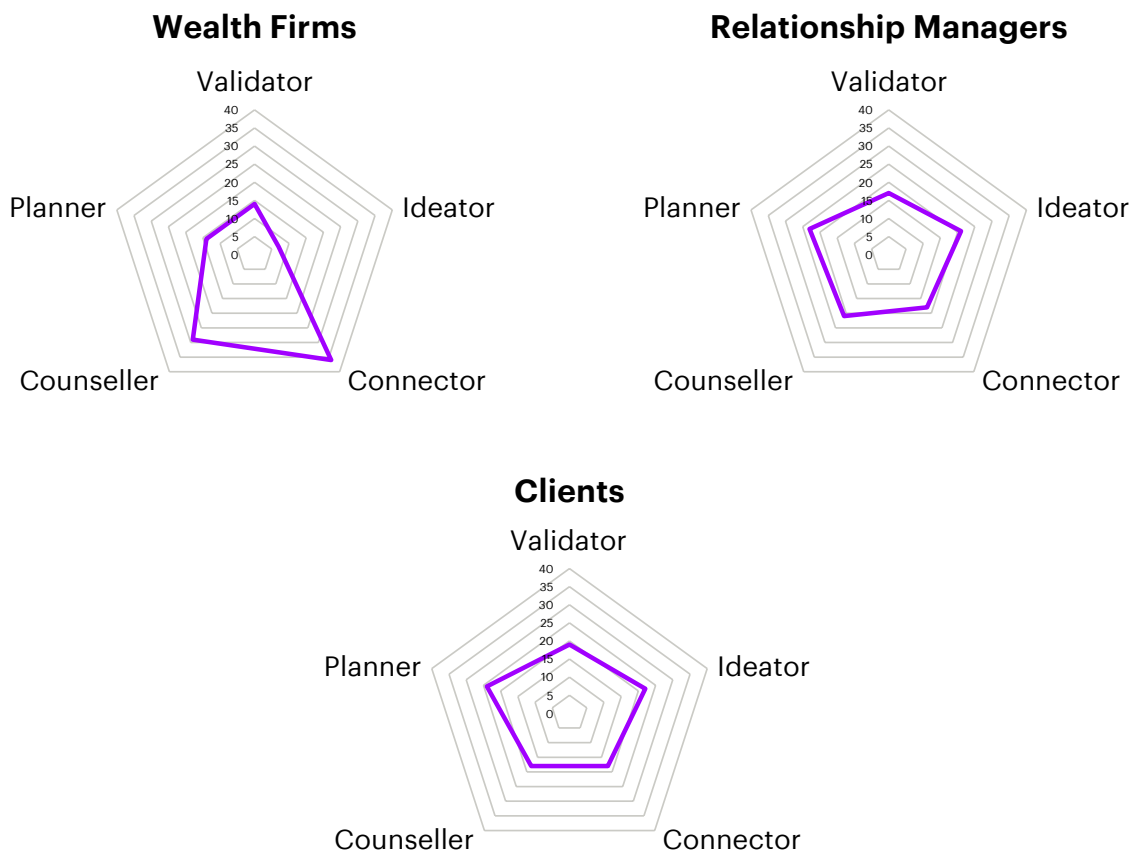 Wealth Firms
Validator
40
35
30
25
20
15
10
5
0
Planner
Ideator
Counseller
Connector
Relationship Managers
Validator
40
35
30
25
20
15
10
5
0
Planner
Ideator
Counseller
Connector
Clients
Validator
40
35
30
25
20
15
10
5
0
Planner
Ideator
Counseller
Connector